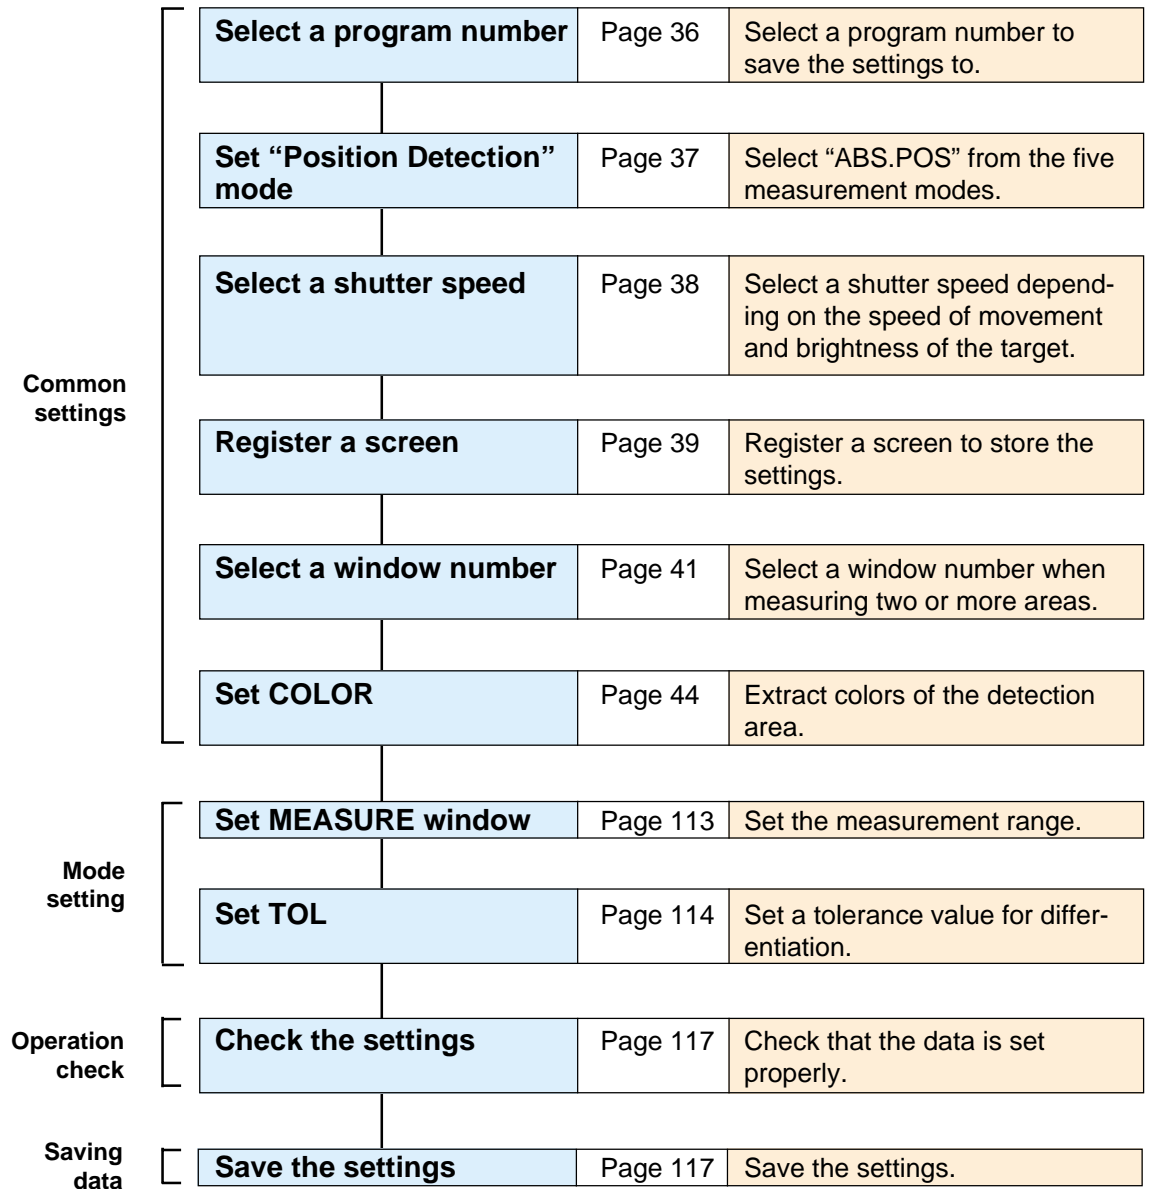 Select a program number Page 36 Select a program number to
save the settings to.
Set “Position Detection” Page 37 Select “ABS.POS” from the five
mode measurement modes.
Select a shutter speed Page 38 Select a shutter speed depend-
ing on the speed of movement
and brightness of the target.
Common
settings
Register a screen Page 39 Register a screen to store the
settings.
Select a window number Page 41 Select a window number when
measuring two or more areas.
Set COLOR Page 44 Extract colors of the detection
area.
Set MEASURE window Page 113 Set the measurement range.
Mode
setting
Set TOL Page 114 Set a tolerance value for differ-
entiation.
Operation
check
Check the settings Page 117 Check that the data is set
properly.
Saving
data
Save the settings Page 117 Save the settings.